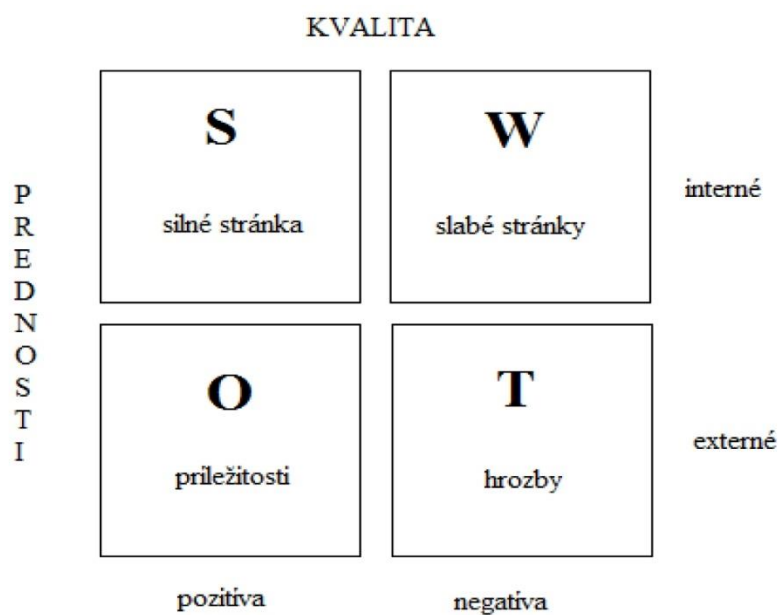 KVALITA
S
W
silné stránka
slabé stránky
interné
P
R
E
D
N
O
S
T
I
O
T
príležitosti
hrozby
externé
pozitíva
negatíva